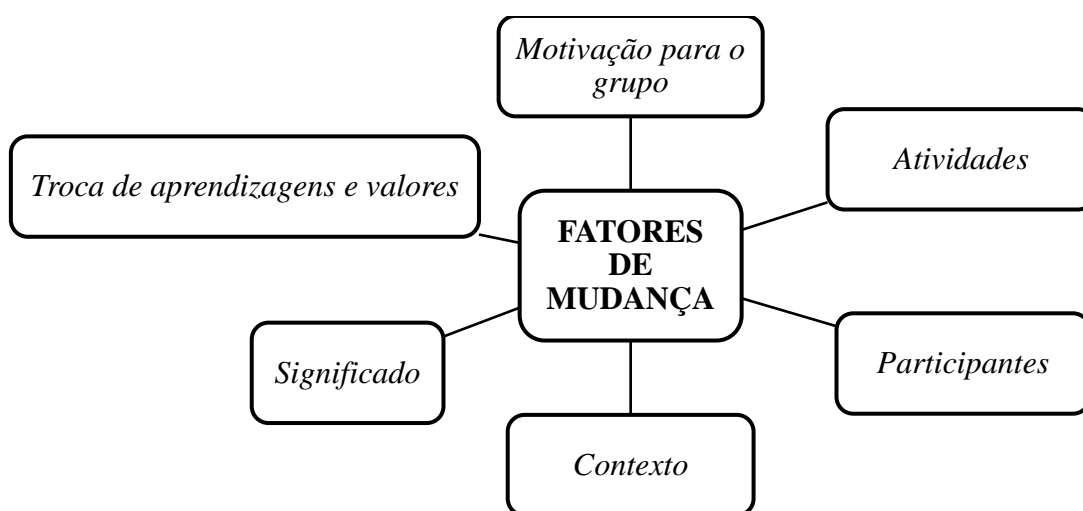 Motivação para o
grupo
Atividades
Troca de aprendizagens e valores
FATORES
DE
MUDANÇA
Significado
Participantes
Contexto